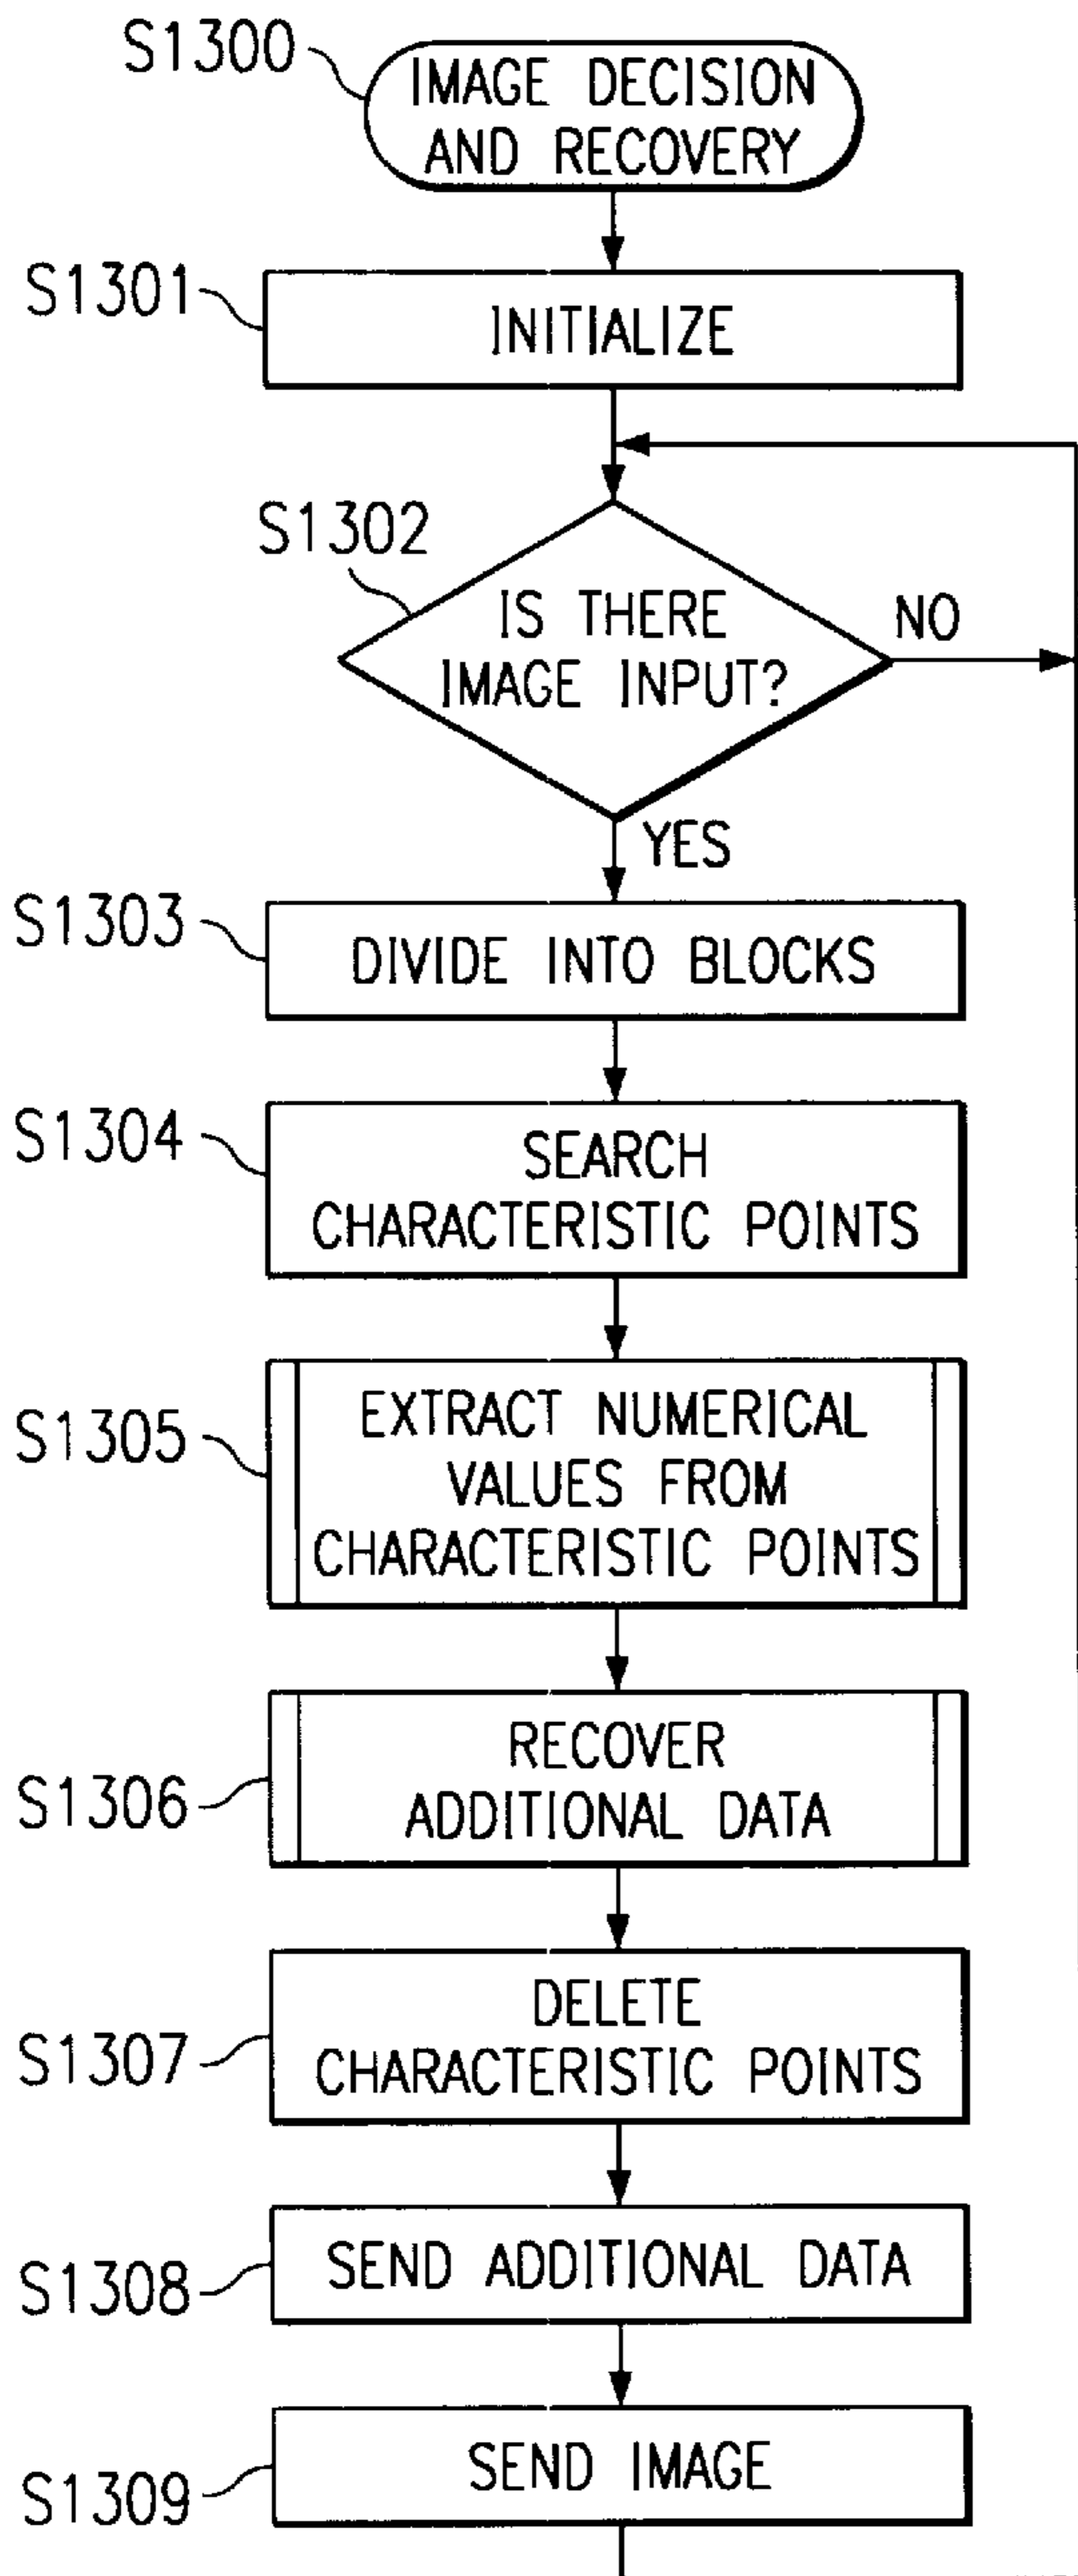 S1300
IMAGE DECISION
AND RECOVERY
S1301
INITIALIZE
S1302
IS THERE
IMAGE INPUT?
NO
YES
S1303
DIVIDE INTO BLOCKS
S1304
SEARCH
CHARACTERISTIC POINTS
S1305
EXTRACT NUMERICAL
VALUES FROM
CHARACTERISTIC POINTS
S1306
RECOVER
ADDITIONAL DATA
S1307
DELETE
CHARACTERISTIC POINTS
S1308
SEND ADDITIONAL DATA
S1309
SEND IMAGE